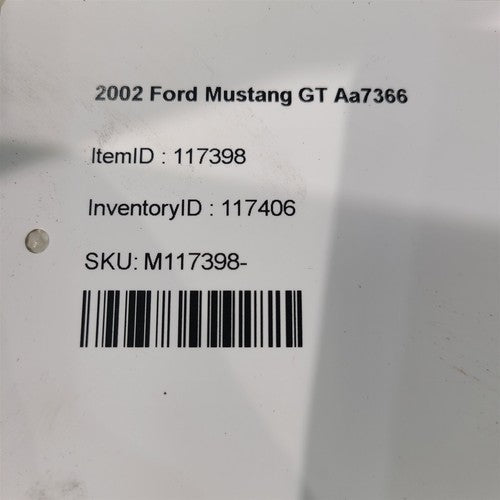 2002 Ford Mustang GT Aa7366
ItemID : 117398
InventoryID : 117406
SKU: M117398-